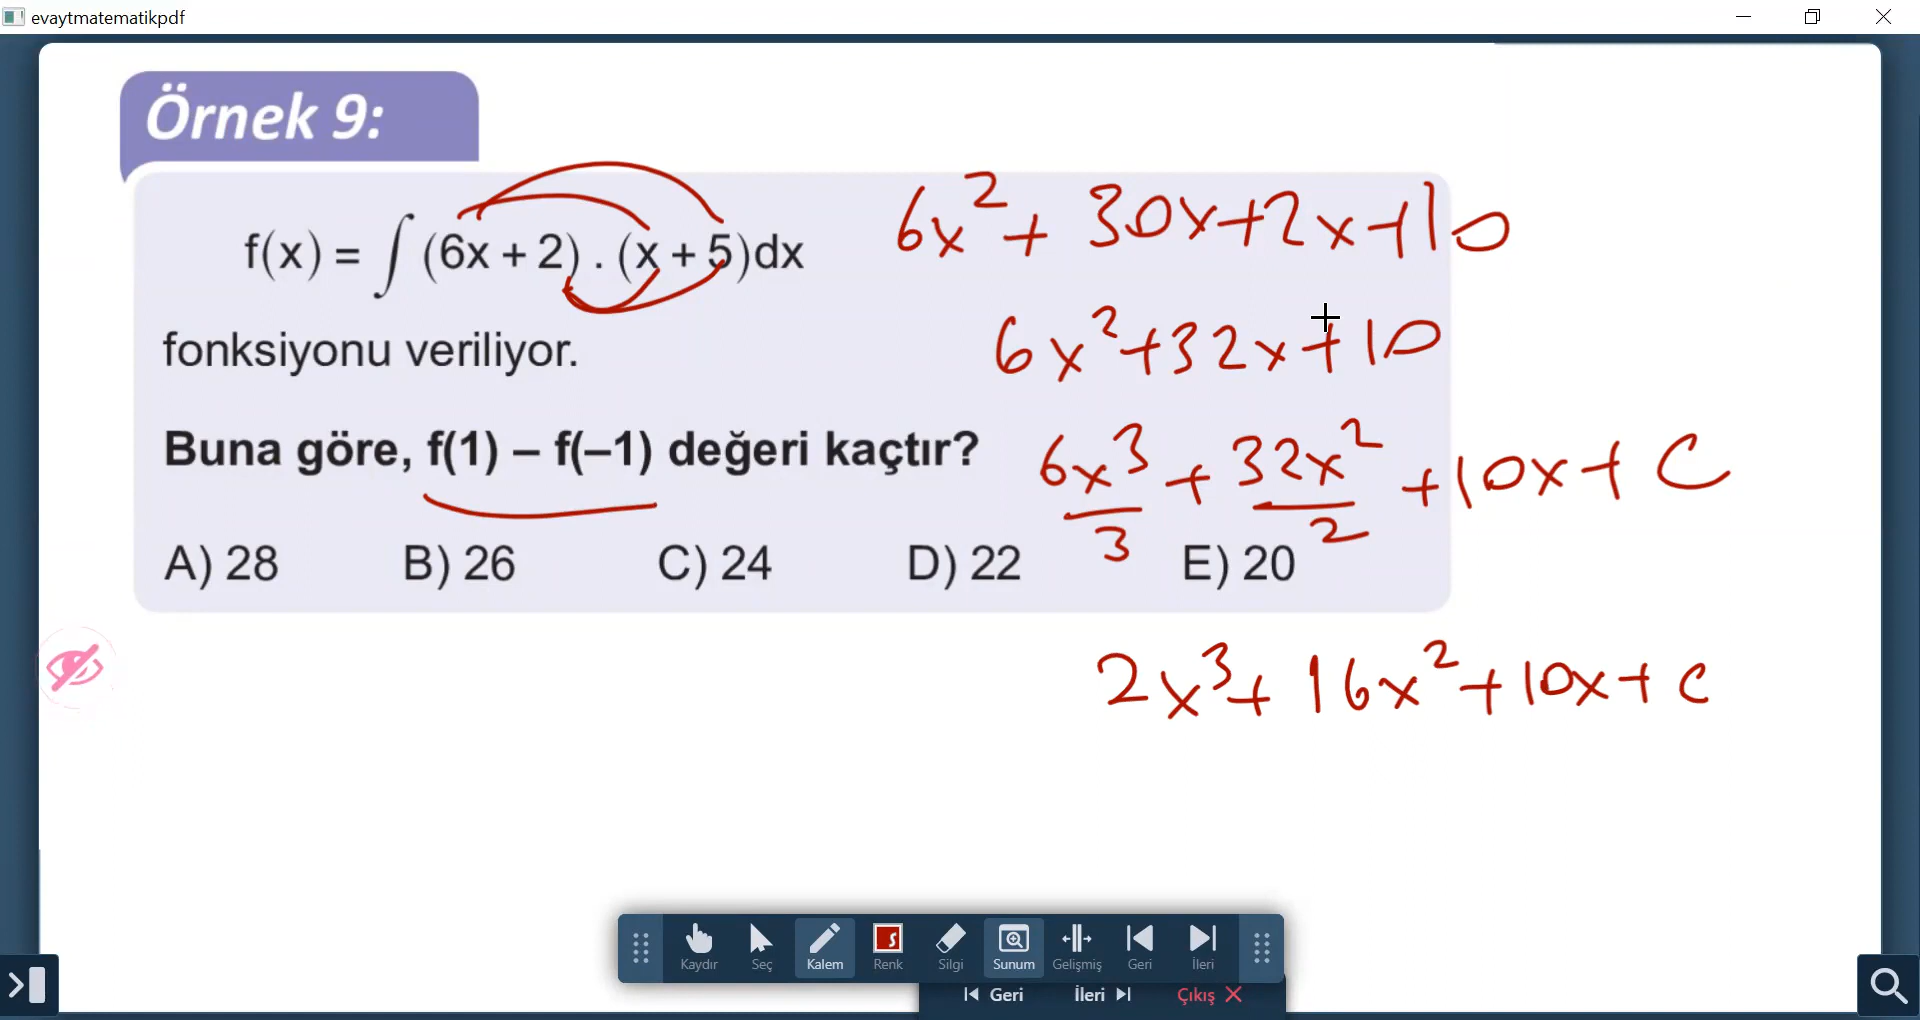 evaytmatematikpdf
Örnek 9:
f(x) = ∫ (6x + 2) . (x + 5)dx
fonksiyonu veriliyor.
Buna göre, f(1) – f(–1) değeri kaçtır?
A) 28 B) 26 C) 24 D) 22 E) 20
6x² + 30x+2x+10
6x²+32x+10
6x³/3 + 32x²/2 +10x+ C
2x³+ 16x²+10x+ c
Kaydır Seç Kalem Renk Silgi Sunum Gelişmiş Geri İleri
Geri İleri Çıkış